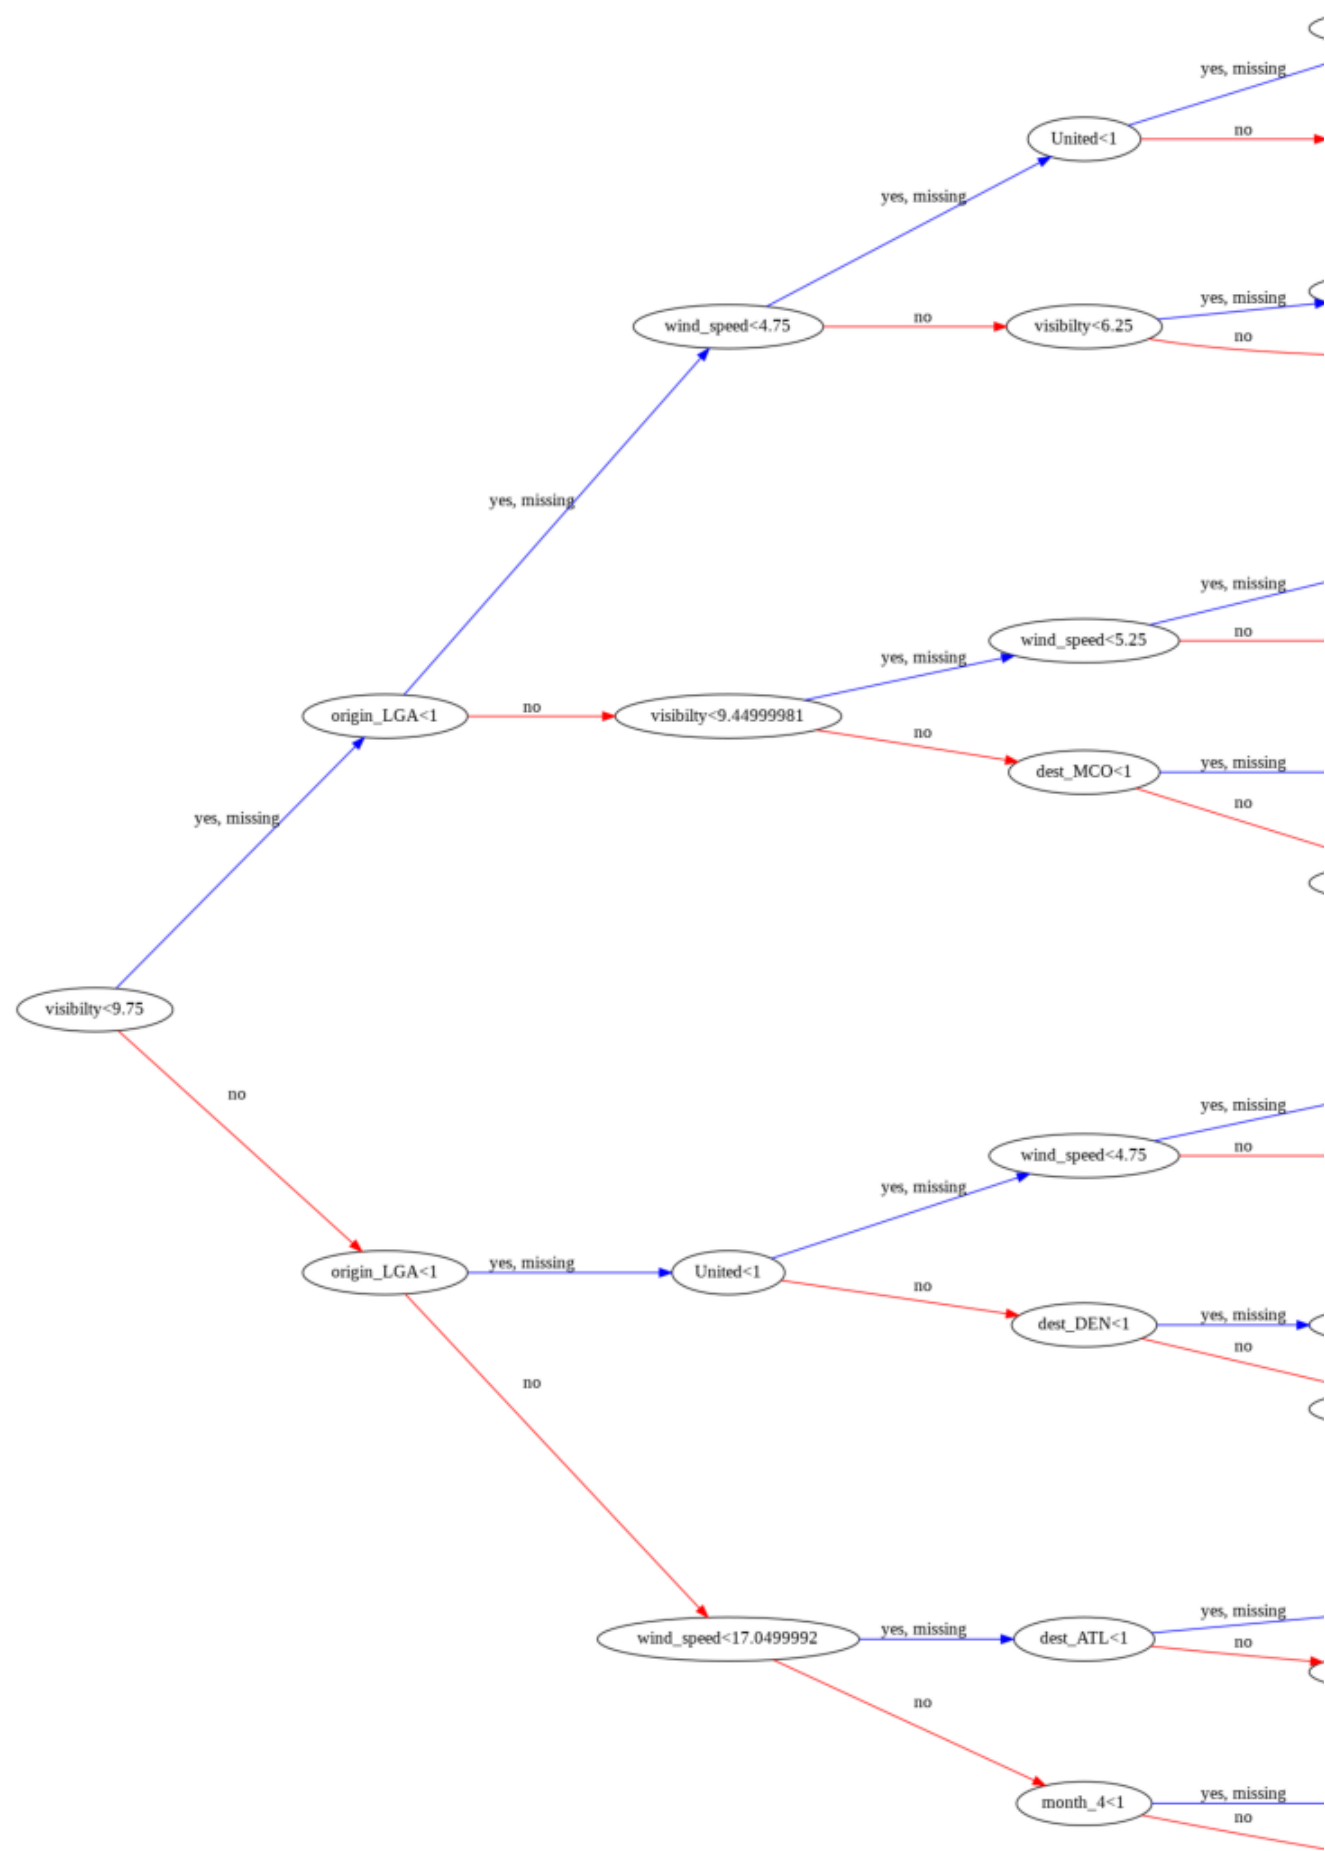 yes, missing
United<1
no
yes, missing
yes, missing
wind_speed<4.75
no
visibilty<6.25
no
yes, missing
yes, missing
wind_speed<5.25
no
yes, missing
origin_LGA<1
no
visibilty<9.44999981
no
dest_MCO<1
yes, missing
no
yes, missing
visibilty<9.75
no
yes, missing
wind_speed<4.75
no
yes, missing
origin_LGA<1
yes, missing
United<1
no
dest_DEN<1
yes, missing
no
no
yes, missing
wind_speed<17.0499992
yes, missing
dest_ATL<1
no
no
yes, missing
month_4<1
no